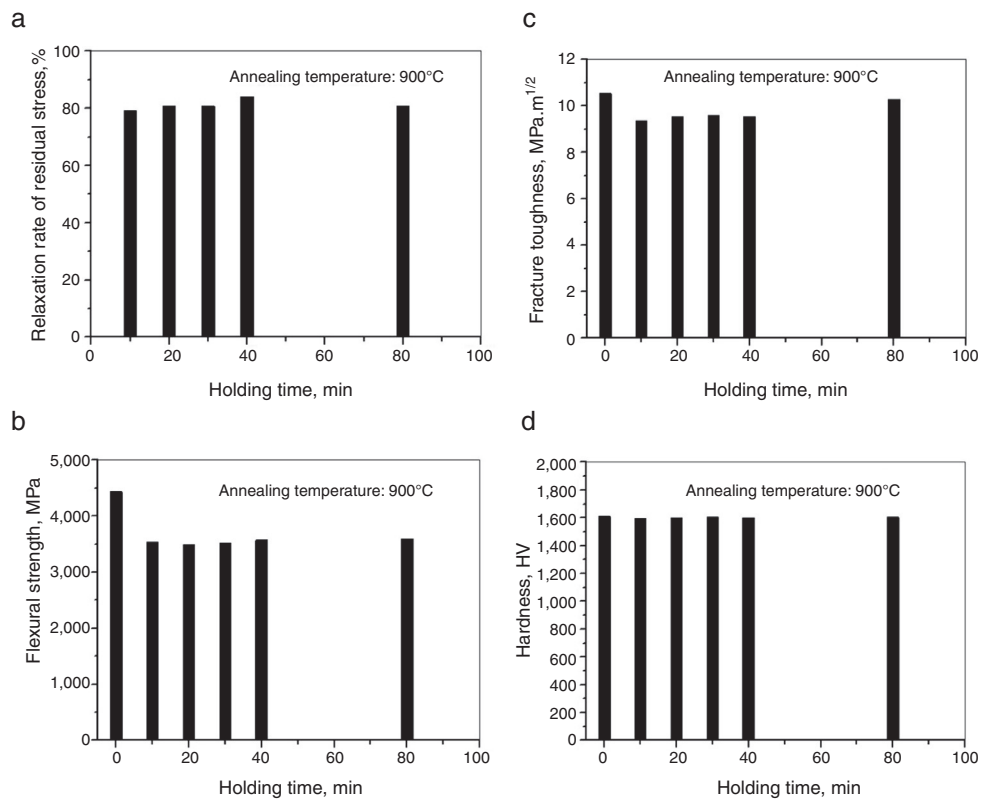 a
Relaxation rate of residual stress, %
100
80
60
40
20
0
Annealing temperature: 900°C
0 20 40 60 80 100
Holding time, min
c
Fracture toughness, MPa.m1/2
12
10
8
6
4
2
0
Annealing temperature: 900°C
0 20 40 60 80 100
Holding time, min
b
Flexural strength, MPa
5,000
4,000
3,000
2,000
1,000
0
Annealing temperature: 900°C
0 20 40 60 80 100
Holding time, min
d
Hardness, HV
2,000
1,800
1,600
1,400
1,200
1,000
800
600
400
200
0
Annealing temperature: 900°C
0 20 40 60 80 100
Holding time, min